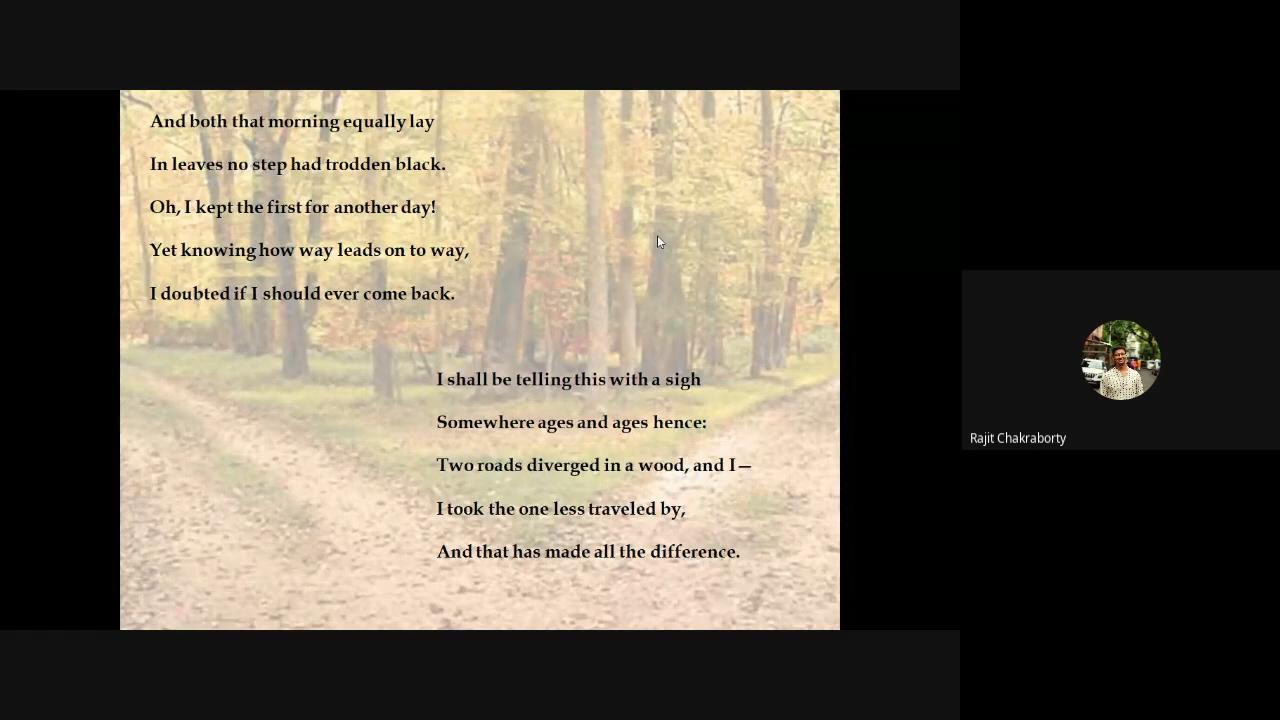 And both that morning equally lay
In leaves no step had trodden black.
Oh, I kept the first for another day!
Yet knowing how way leads on to way,
I doubted if I should ever come back.
I shall be telling this with a sigh
Somewhere ages and ages hence:
Two roads diverged in a wood, and I—
I took the one less traveled by,
And that has made all the difference.
Rajit Chakraborty